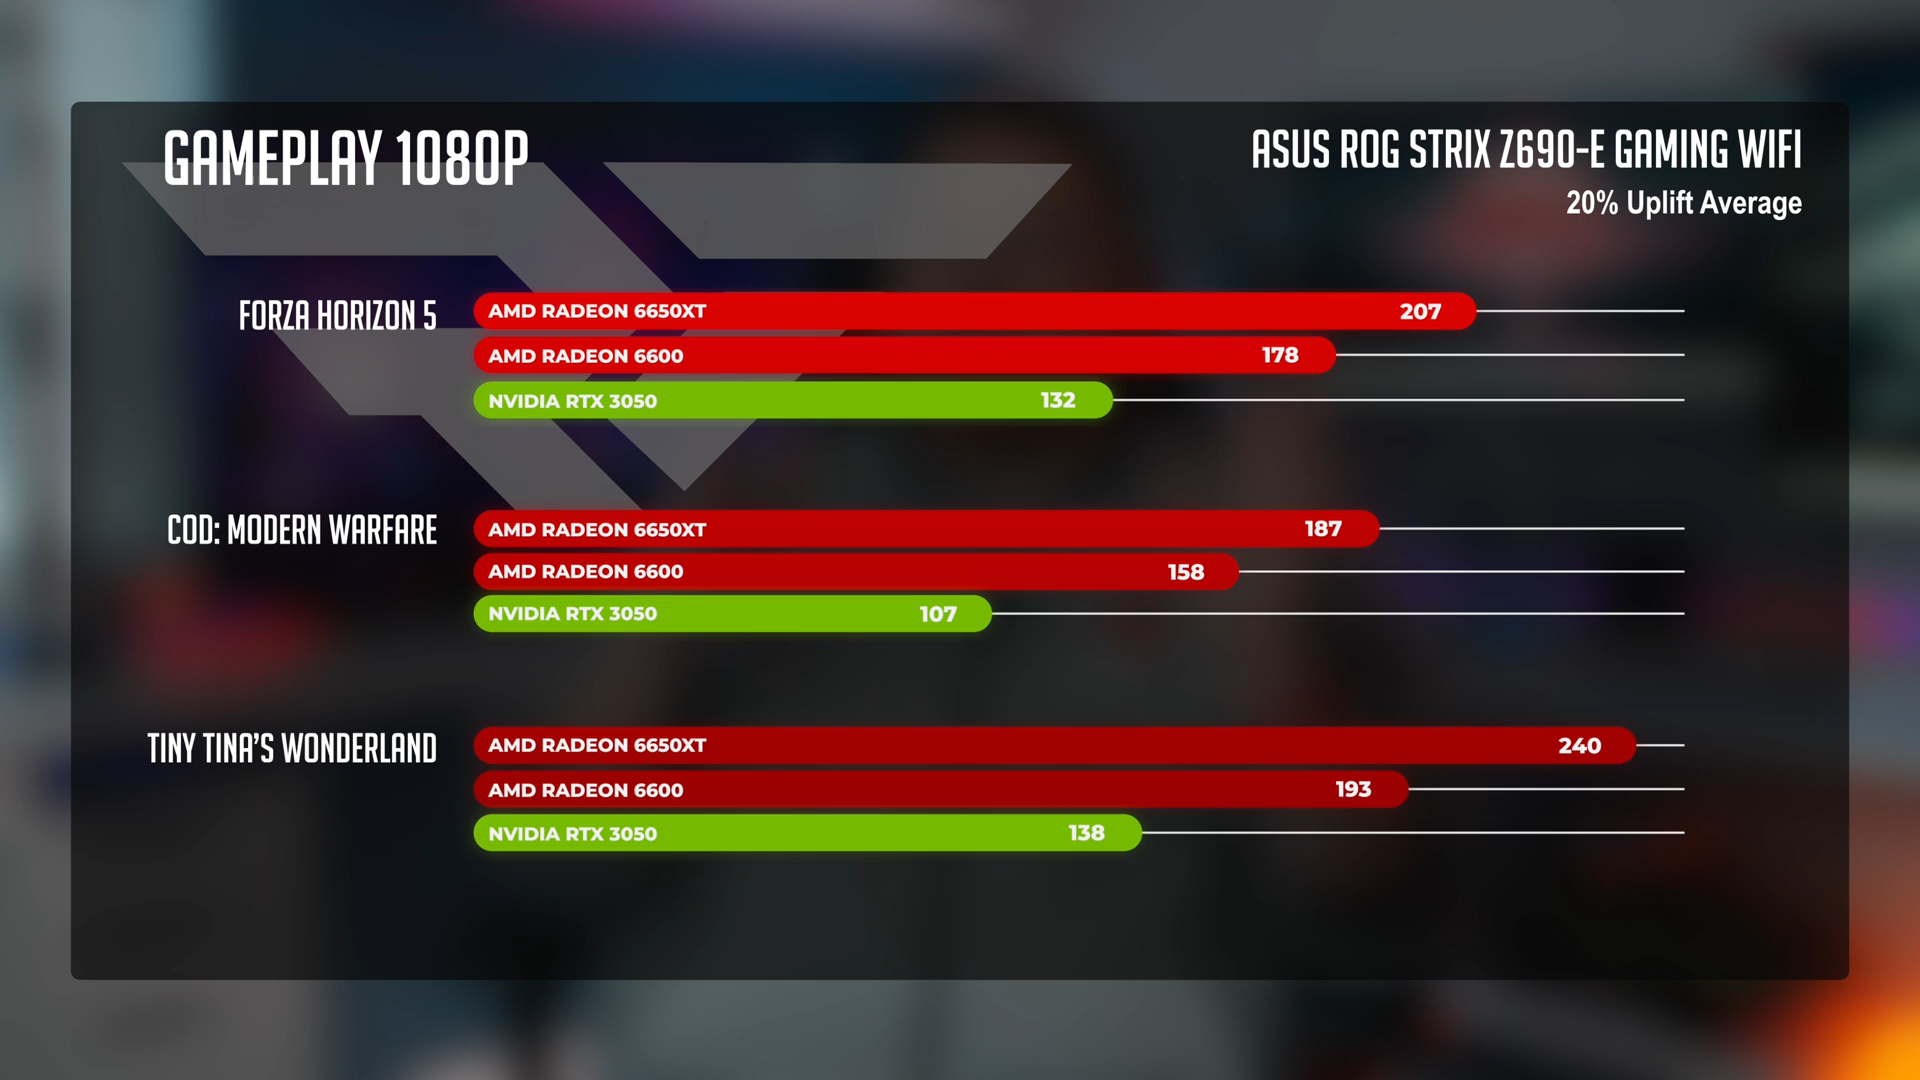 GAMEPLAY 1080P
ASUS ROG STRIX Z690-E GAMING WIFI
20% Uplift Average
FORZA HORIZON 5
AMD RADEON 6650XT 207
AMD RADEON 6600 178
NVIDIA RTX 3050 132
COD: MODERN WARFARE
AMD RADEON 6650XT 187
AMD RADEON 6600 158
NVIDIA RTX 3050 107
TINY TINA'S WONDERLAND
AMD RADEON 6650XT 240
AMD RADEON 6600 193
NVIDIA RTX 3050 138